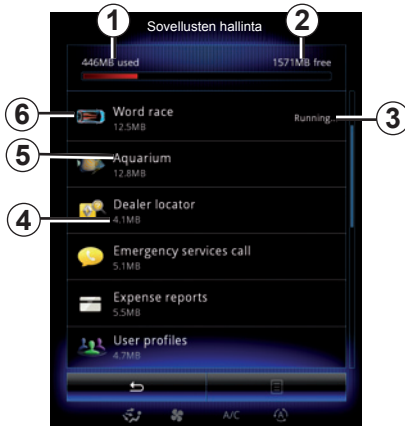 1 2
Sovellusten hallinta
446MB used 1571MB free
6 Word race
12.5MB Running... 3
5 Aquarium
12.8MB
Dealer locator
4 4.1MB
Emergency services call
5.1MB
Expense reports
5.5MB
User profiles
4.7MB
A/C